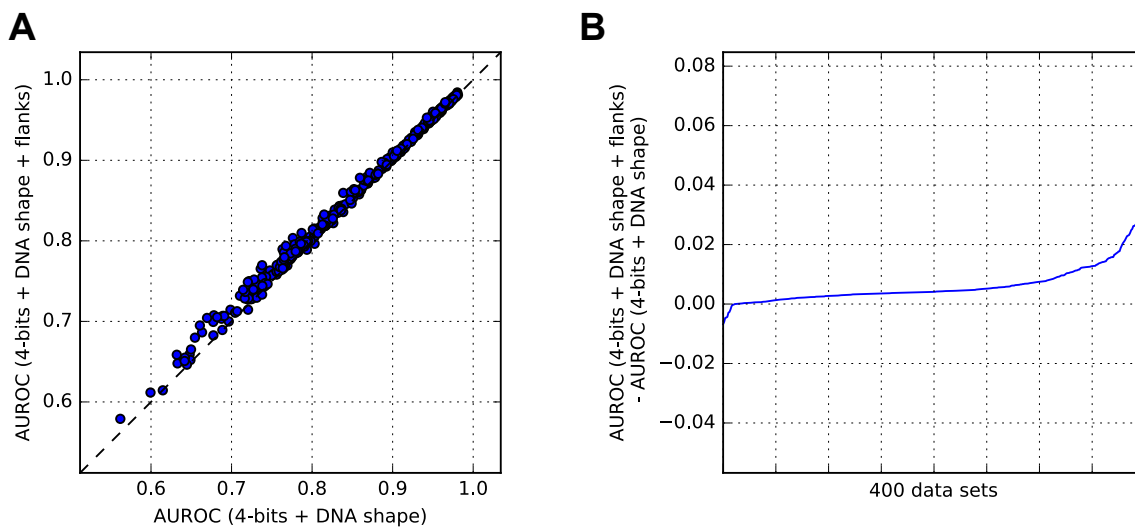 A
1.0
0.9
0.8
0.7
0.6
0.6 0.7 0.8 0.9 1.0
AUROC (4-bits + DNA shape)
AUROC (4-bits + DNA shape + flanks)
B
0.08
0.06
0.04
0.02
0.00
−0.02
−0.04
400 data sets
AUROC (4-bits + DNA shape + flanks)
- AUROC (4-bits + DNA shape)